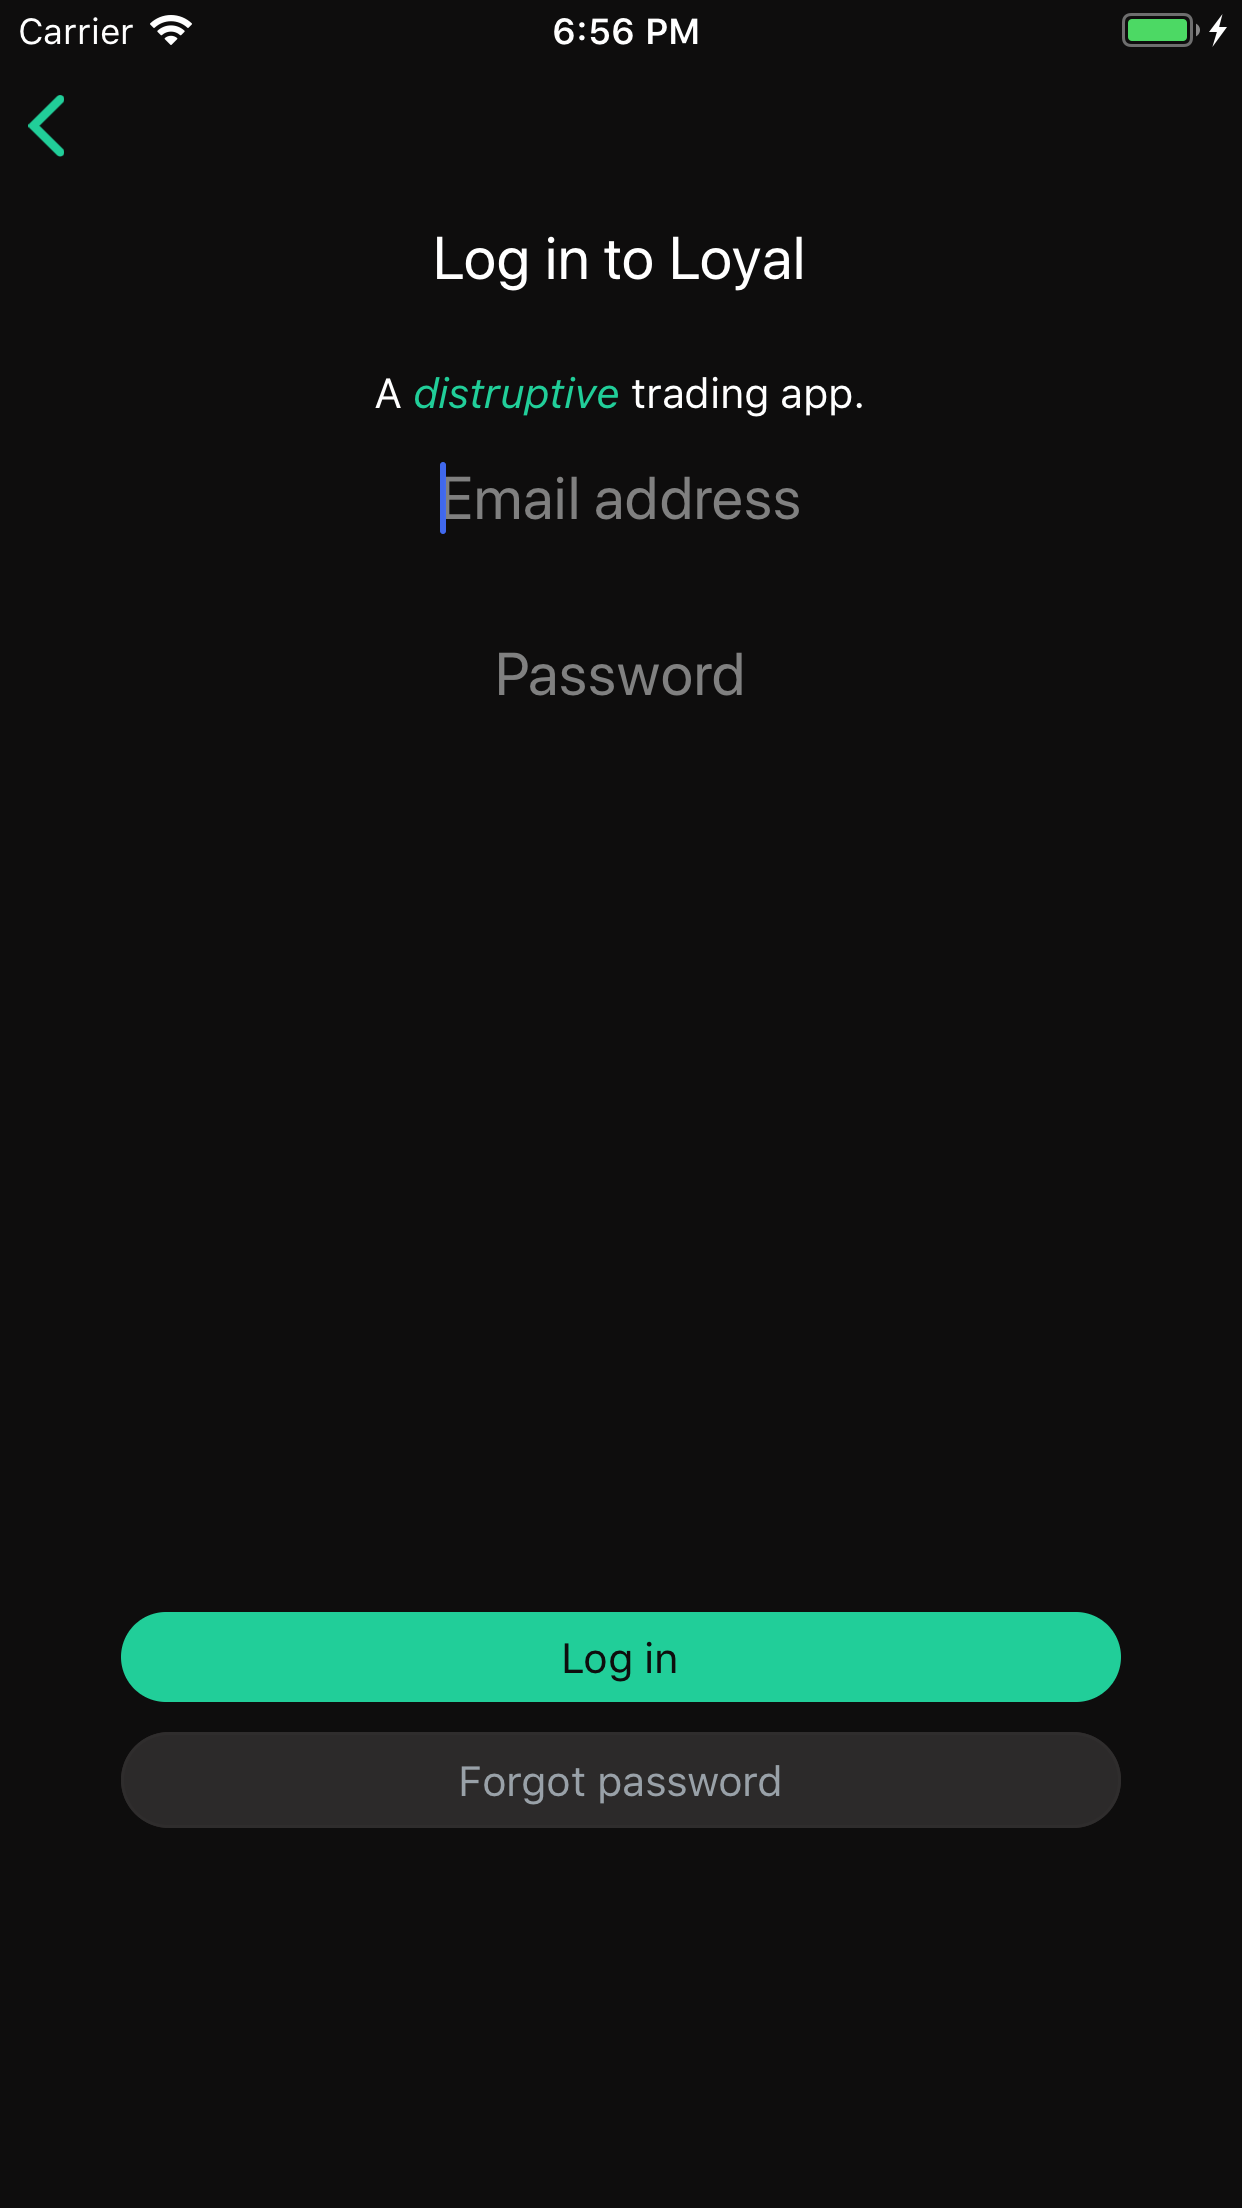 Carrier 6:56 PM
Log in to Loyal
A distruptive trading app.
Email address
Password
Log in
Forgot password